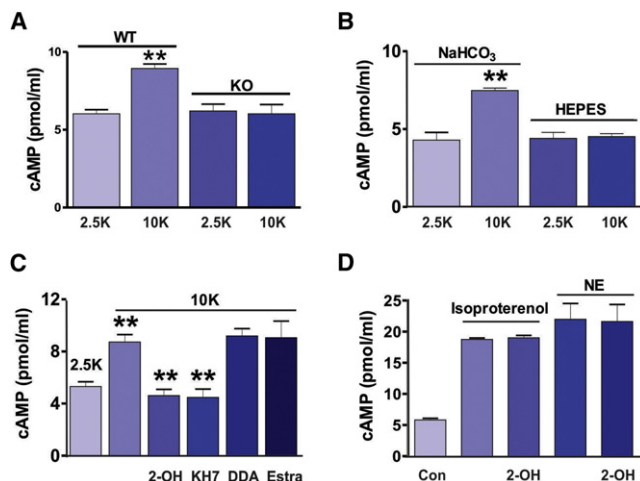 A
WT
**
KO
cAMP (pmol/ml)
10
5
0
2.5K 10K 2.5K 10K
B
NaHCO3
**
HEPES
cAMP (pmol/ml)
10
5
0
2.5K 10K 2.5K 10K
C
10K
**
2.5K
** **
cAMP (pmol/ml)
12
9
6
3
0
2-OH KH7 DDA Estra
D
NE
Isoproterenol
cAMP (pmol/ml)
25
20
15
10
5
0
Con 2-OH 2-OH